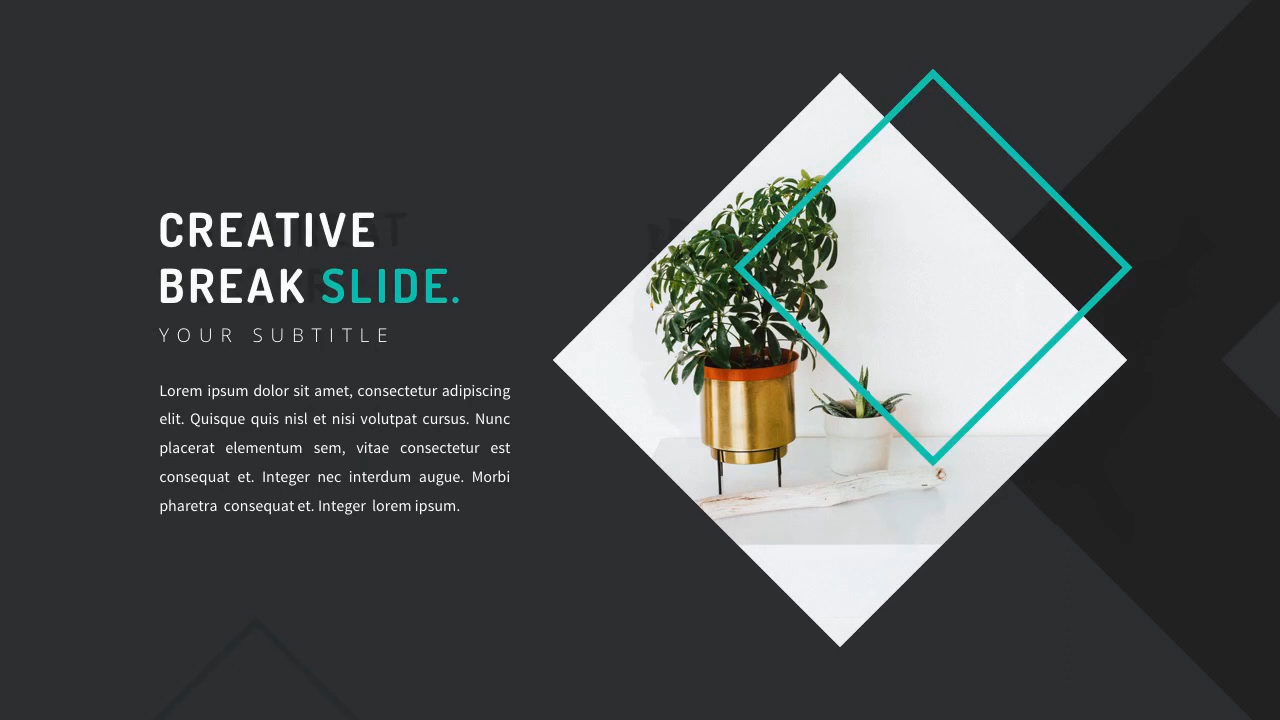 CREATIVE
BREAK SLIDE.
YOUR SUBTITLE
Lorem ipsum dolor sit amet, consectetur adipiscing
elit. Quisque quis nisl et nisi volutpat cursus. Nunc
placerat elementum sem, vitae consectetur est
consequat et. Integer nec interdum augue. Morbi
pharetra consequat et. Integer lorem ipsum.